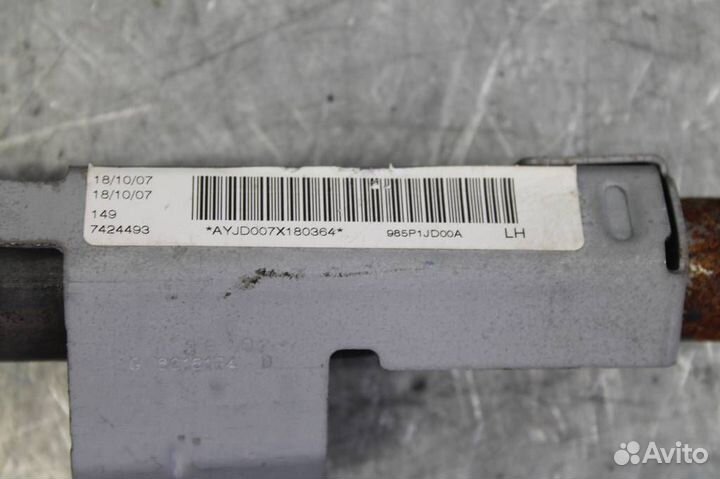 18/10/07
18/10/07
149
7424493
*AYJD007X180364*
985P1JD00A
LH
Avito